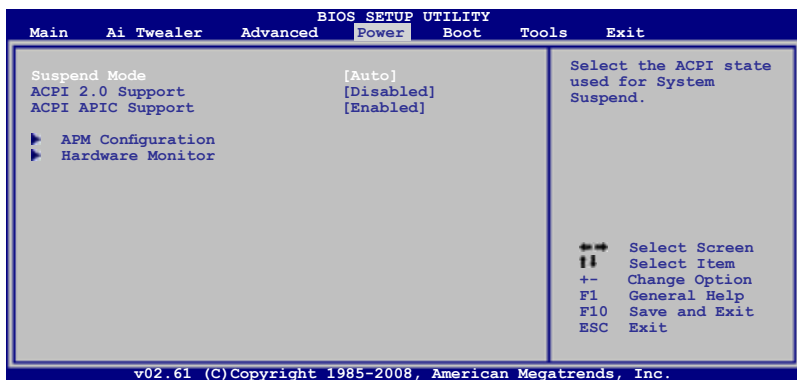 BIOS SETUP UTILITY
Main Ai Twealer Advanced Power Boot Tools Exit
Suspend Mode [Auto]
ACPI 2.0 Support [Disabled]
ACPI APIC Support [Enabled]
APM Configuration
Hardware Monitor
Select the ACPI state
used for System
Suspend.
Select Screen
Select Item
+- Change Option
F1 General Help
F10 Save and Exit
ESC Exit
v02.61 (C)Copyright 1985-2008, American Megatrends, Inc.